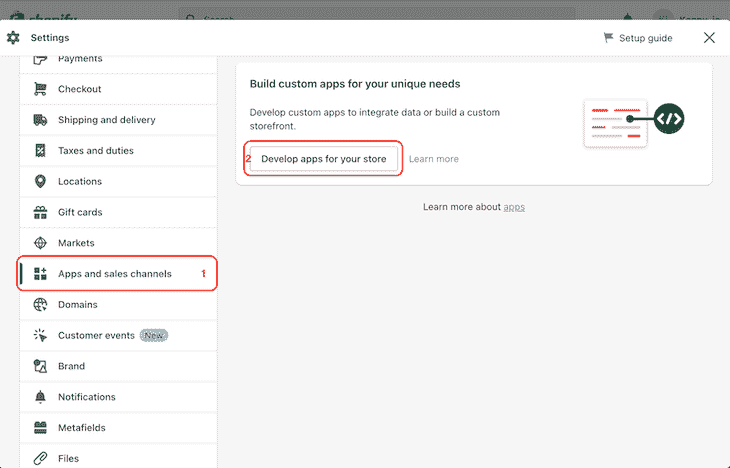 shopify
Search
Settings
Setup guide
Payments
Checkout
Shipping and delivery
Taxes and duties
Locations
Gift cards
Markets
Apps and sales channels 1
Domains
Customer events New
Brand
Notifications
Metafields
Files
Build custom apps for your unique needs
Develop custom apps to integrate data or build a custom
storefront.
2 Develop apps for your store Learn more
</>
Learn more about apps